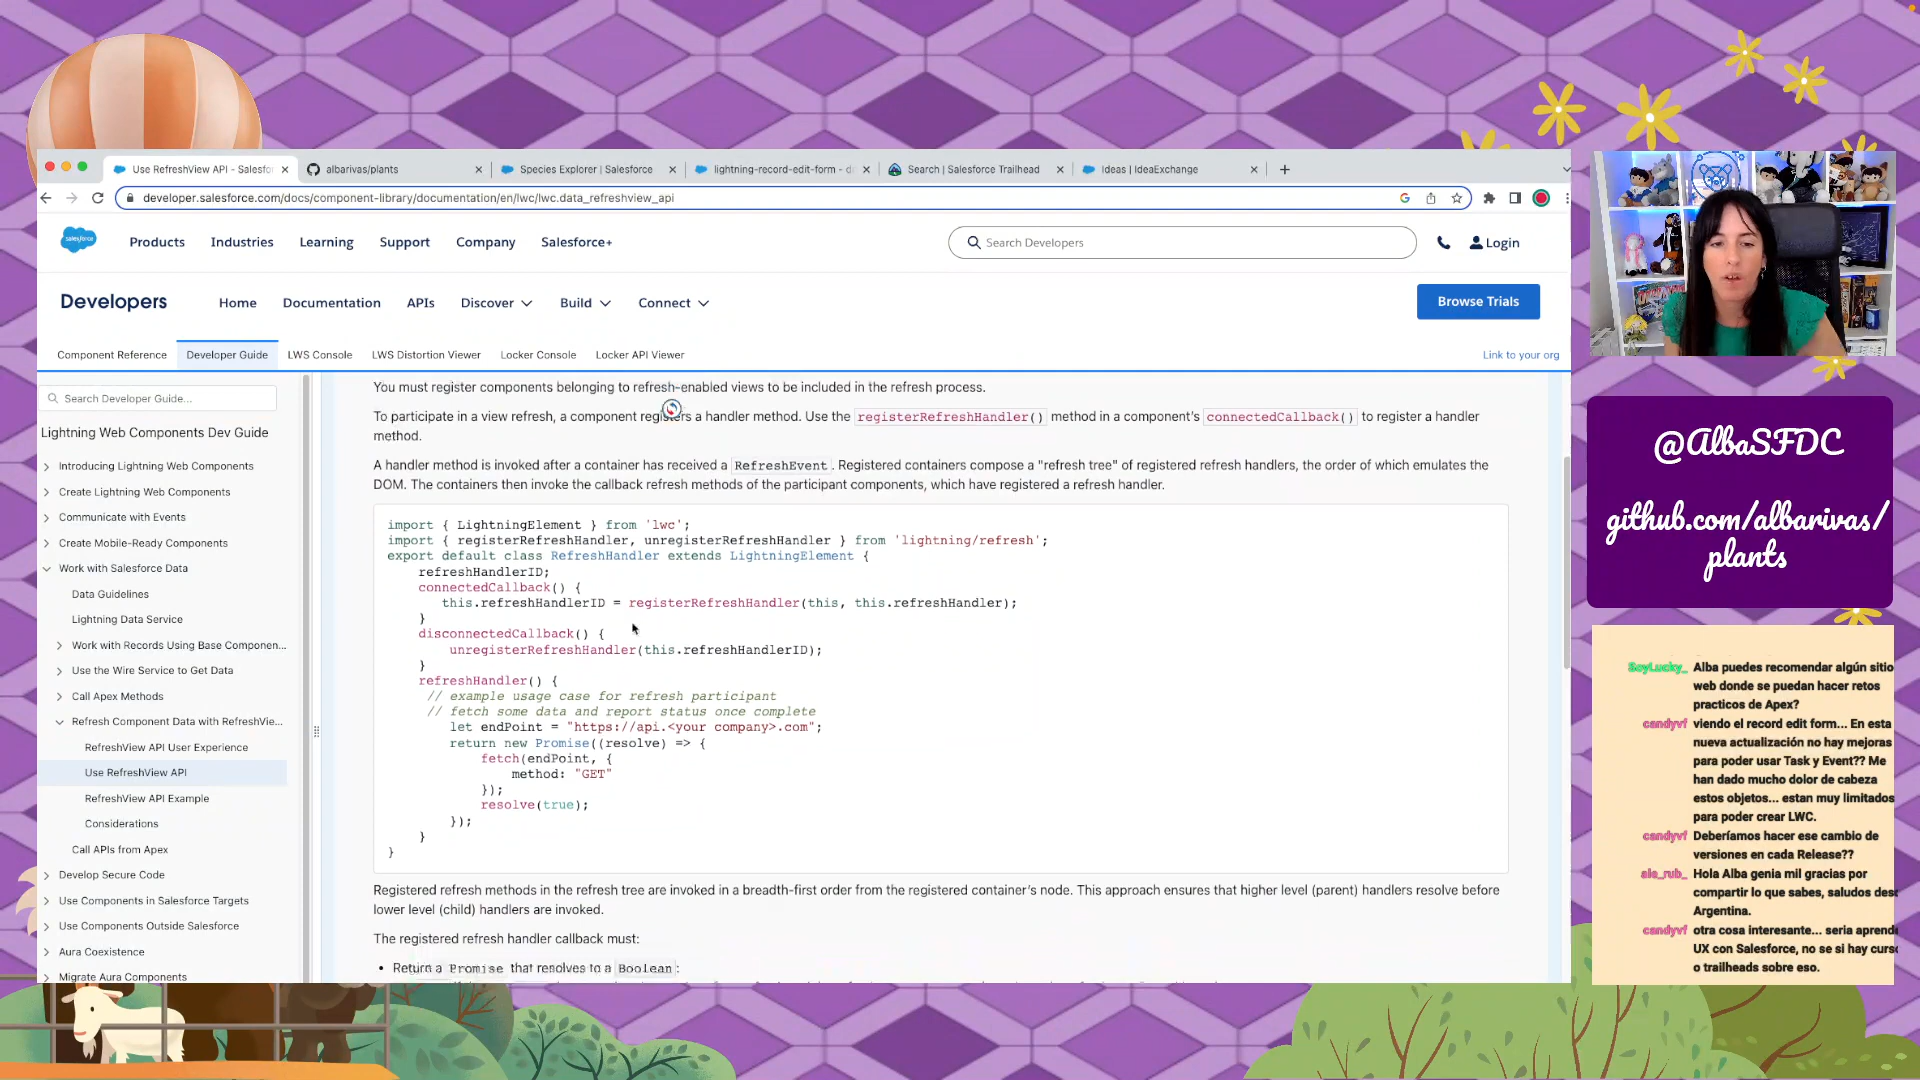 Use RefreshView API - Salesfor
albarivas/plants
Species Explorer | Salesforce
lightning-record-edit-form - d
Search | Salesforce Trailhead
Ideas | IdeaExchange
developer.salesforce.com/docs/component-library/documentation/en/lwc/lwc.data_refreshview_api
salesforce
Products
Industries
Learning
Support
Company
Salesforce+
Search Developers
Login
Developers
Home
Documentation
APIs
Discover
Build
Connect
Browse Trials
Component Reference
Developer Guide
LWS Console
LWS Distortion Viewer
Locker Console
Locker API Viewer
Link to your org
Search Developer Guide...
Lightning Web Components Dev Guide
Introducing Lightning Web Components
Create Lightning Web Components
Communicate with Events
Create Mobile-Ready Components
Work with Salesforce Data
Data Guidelines
Lightning Data Service
Work with Records Using Base Componen...
Use the Wire Service to Get Data
Call Apex Methods
Refresh Component Data with RefreshVie...
RefreshView API User Experience
Use RefreshView API
RefreshView API Example
Considerations
Call APIs from Apex
Develop Secure Code
Use Components in Salesforce Targets
Use Components Outside Salesforce
Aura Coexistence
Migrate Aura Components
You must register components belonging to refresh-enabled views to be included in the refresh process.
To participate in a view refresh, a component registers a handler method. Use the registerRefreshHandler() method in a component's connectedCallback() to register a handler
method.
A handler method is invoked after a container has received a RefreshEvent. Registered containers compose a "refresh tree" of registered refresh handlers, the order of which emulates the
DOM. The containers then invoke the callback refresh methods of the participant components, which have registered a refresh handler.
import { LightningElement } from 'lwc';
import { registerRefreshHandler, unregisterRefreshHandler } from 'lightning/refresh';
export default class RefreshHandler extends LightningElement {
refreshHandlerID;
connectedCallback() {
this.refreshHandlerID = registerRefreshHandler(this, this.refreshHandler);
}
disconnectedCallback() {
unregisterRefreshHandler(this.refreshHandlerID);
}
refreshHandler() {
// example usage case for refresh participant
// fetch some data and report status once complete
let endPoint = "https://api.<your company>.com";
return new Promise((resolve) => {
fetch(endPoint, {
method: "GET"
});
resolve(true);
});
}
}
Registered refresh methods in the refresh tree are invoked in a breadth-first order from the registered container's node. This approach ensures that higher level (parent) handlers resolve before
lower level (child) handlers are invoked.
The registered refresh handler callback must:
• Return a Promise that resolves to a Boolean:
@AlbaSFDC
github.com/albarivas/
plants
SoyLucky_ Alba puedes recomendar algún sitio
web donde se puedan hacer retos
practicos de Apex?
candyvf viendo el record edit form... En esta
nueva actualización no hay mejoras
para poder usar Task y Event?? Me
han dado mucho dolor de cabeza
estos objetos... estan muy limitados
para poder crear LWC.
candyvf Deberíamos hacer ese cambio de
versiones en cada Release??
ale_rub_ Hola Alba genia mil gracias por
compartir lo que sabes, saludos desd
Argentina.
candyvf otra cosa interesante... seria aprend
UX con Salesforce, no se si hay curs
o trailheads sobre eso.